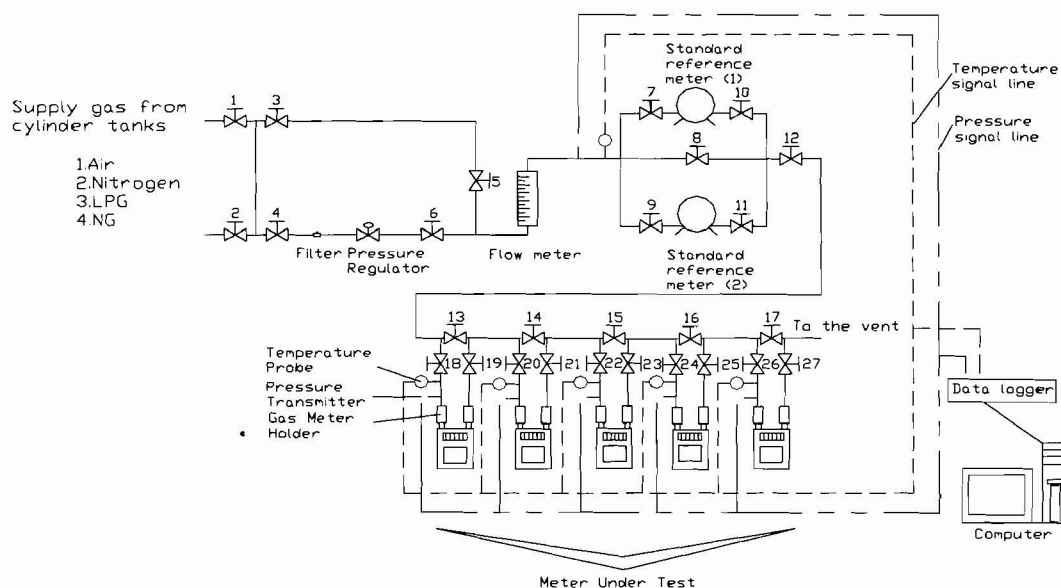 Standard
reference
meter (1)
Temperature
signal line
Pressure
signal line
Supply gas from
cylinder tanks
1.Air
2.Nitrogen
3.LPG
4.NG
1
3
7
10
8
12
5
2
4
6
9
11
Filter
Pressure
Regulator
Flow meter
Standard
reference
meter (2)
13
14
15
16
17
To the vent
18
19
20
21
22
23
24
25
26
27
Temperature
Probe
Pressure
Transmitter
Gas Meter
Holder
Data logger
Computer
Meter Under Test